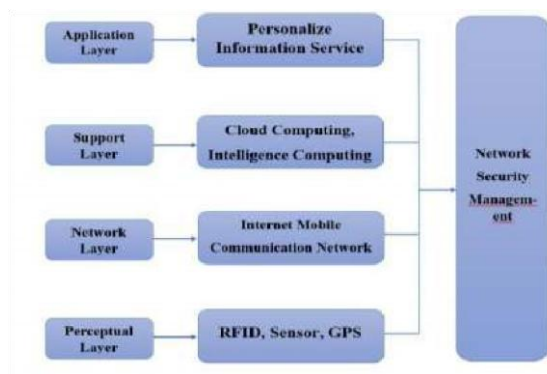 Application
Layer
Personalize
Information Service
Support
Layer
Cloud Computing,
Intelligence Computing
Network
Layer
Internet Mobile
Communication Network
Perceptual
Layer
RFID, Sensor, GPS
Network
Security
Managem-
ent